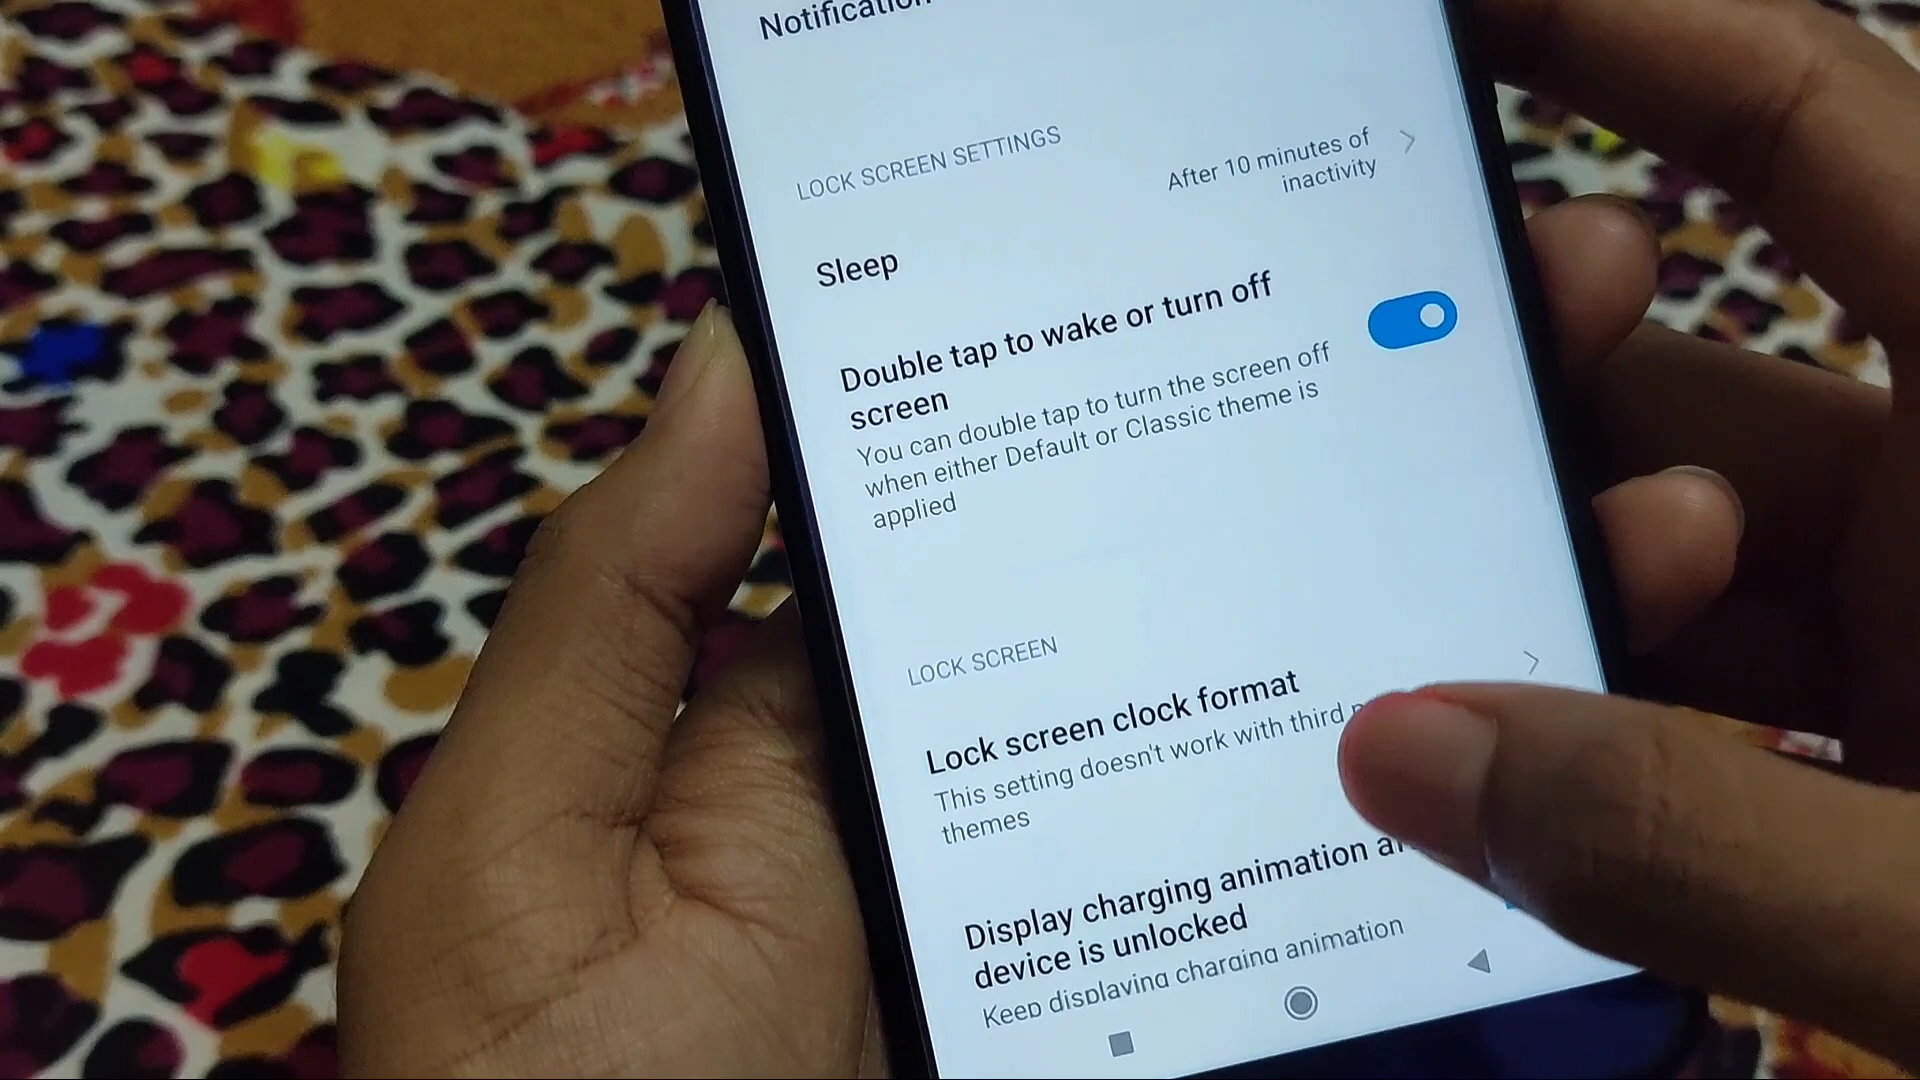 Notification
LOCK SCREEN SETTINGS
After 10 minutes of
inactivity
Sleep
Double tap to wake or turn off
screen
You can double tap to turn the screen off
when either Default or Classic theme is
applied
LOCK SCREEN
Lock screen clock format
This setting doesn't work with third
themes
Display charging animation
device is unlocked
Keep displaying charging animation